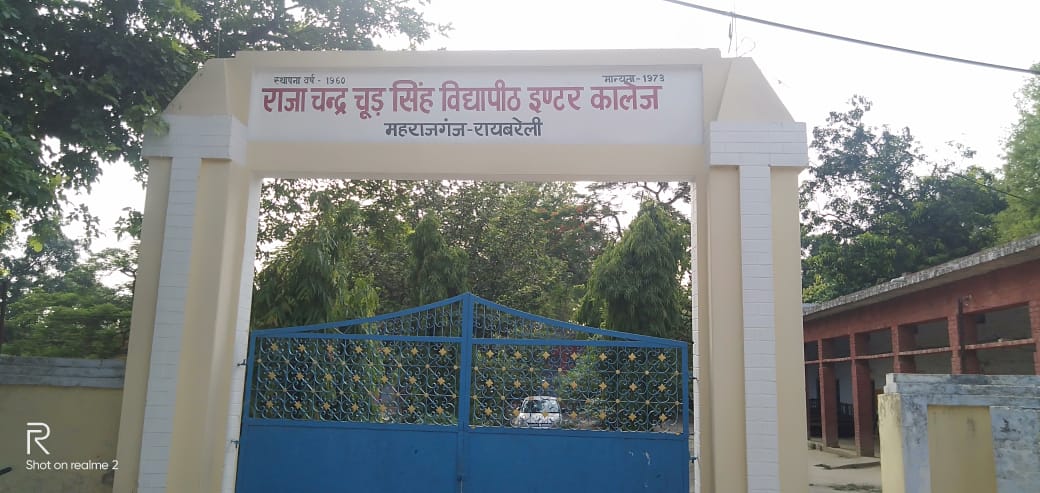 स्थापना वर्ष - 1960
मान्यता - 1973
राजा चन्द्र चूड़ सिंह विद्यापीठ इण्टर कालेज
महराजगंज-रायबरेली
R
Shot on realme 2